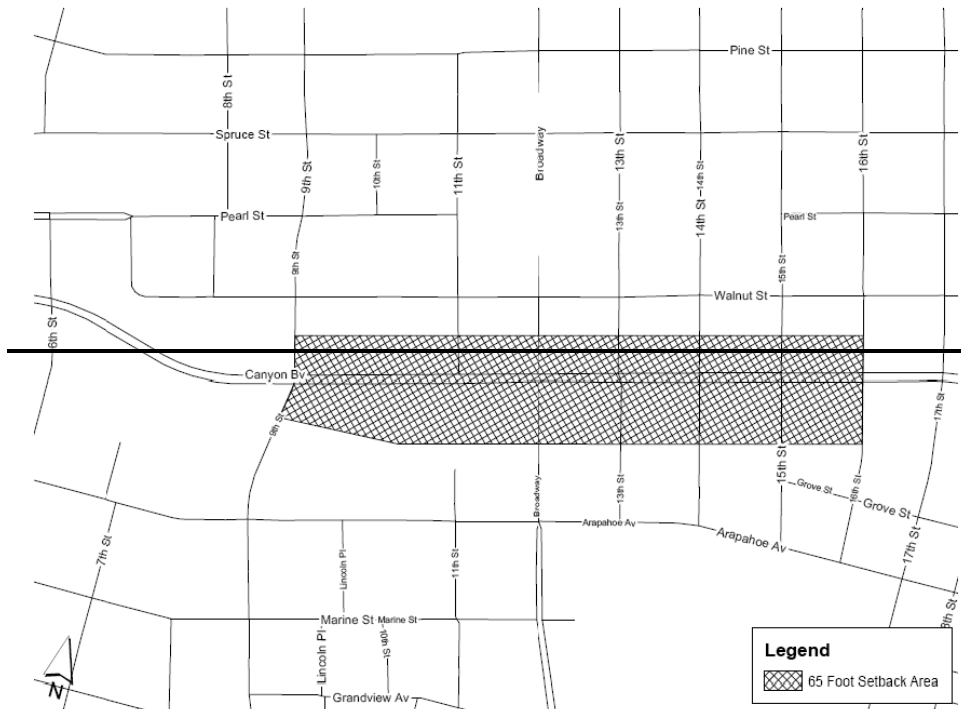 Pine St
8th St
Spruce St
9th St
10th St
11th St
Broadway
13th St
14th St
14th St
16th St
Pearl St
13th St
Pearl St
9th St
15th St
Walnut St
6th St
Canyon Bv
9th St
17th St
Broadway
13th St
15th St
Grove St
16th St
Grove St
Arapahoe Av
Arapahoe Av
7th St
Lincoln Pl
11th St
17th St
Marine St
Marine St
10th St
Lincoln Pl
Grandview Av
8th St
N
Legend
65 Foot Setback Area